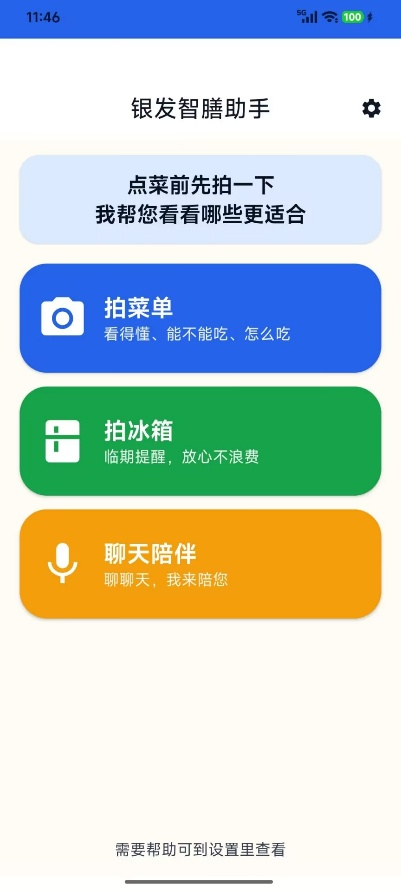 11:46
5G
100
银发智膳助手
点菜前先拍一下
我帮您看看哪些更适合
拍菜单
看得懂、能不能吃、怎么吃
拍冰箱
临期提醒，放心不浪费
聊天陪伴
聊聊天，我来陪您
需要帮助可到设置里查看